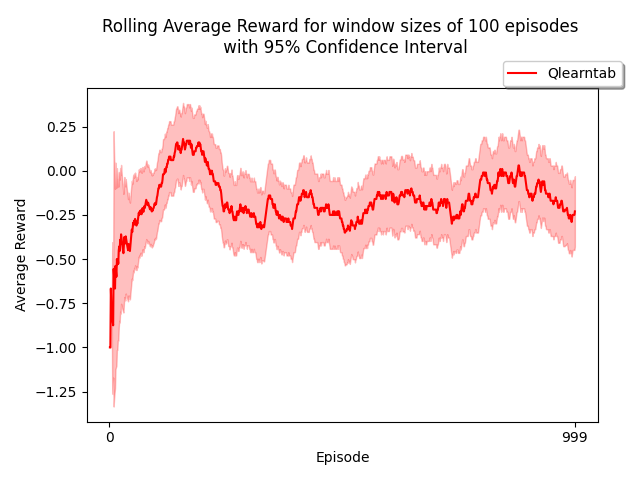 Rolling Average Reward for window sizes of 100 episodes
with 95% Confidence Interval
Qlearntab
0.25
0.00
−0.25
−0.50
−0.75
−1.00
−1.25
Average Reward
0 999
Episode